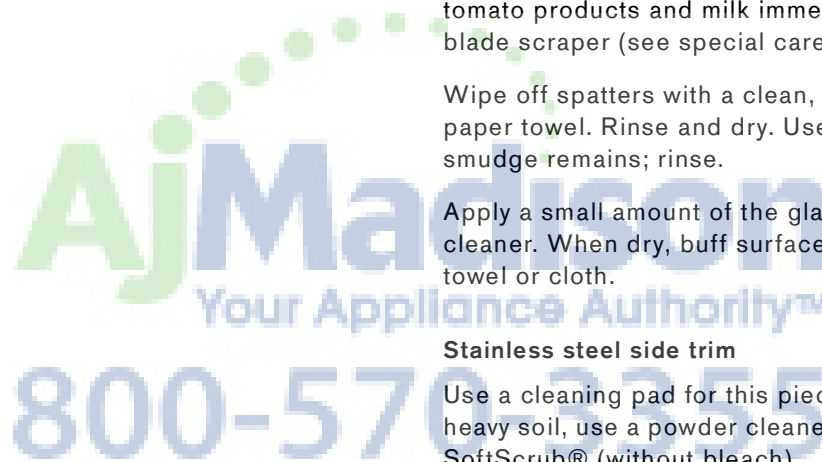 tomato products and milk imme
blade scraper (see special care
Wipe off spatters with a clean,
paper towel. Rinse and dry. Use
smudge remains; rinse.
Apply a small amount of the gla
cleaner. When dry, buff surface
towel or cloth.
Stainless steel side trim
Use a cleaning pad for this piec
heavy soil, use a powder cleane
SoftScrub® (without bleach)
AjMadison
Your Appliance Authority™
800-570-3355